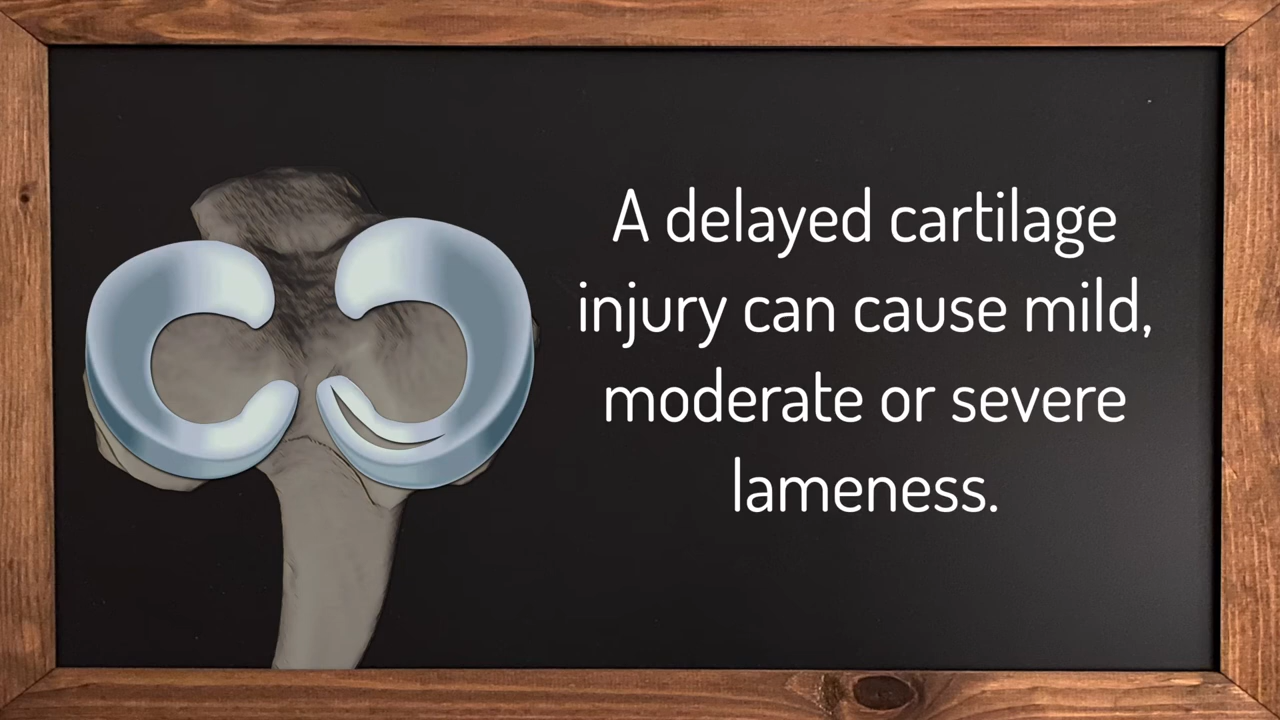 A delayed cartilage
injury can cause mild,
moderate or severe
lameness.